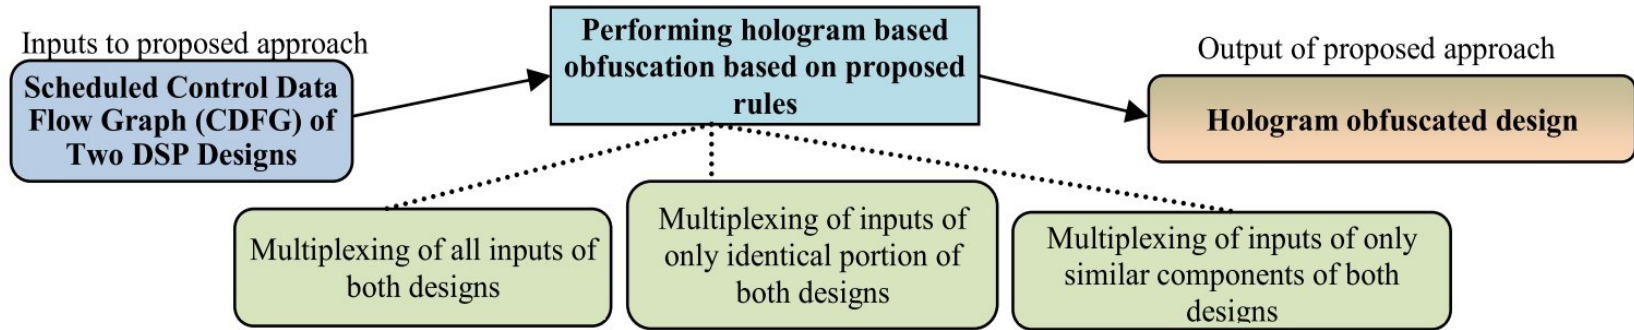 Inputs to proposed approach
Scheduled Control Data
Flow Graph (CDFG) of
Two DSP Designs
Performing hologram based
obfuscation based on proposed
rules
Output of proposed approach
Hologram obfuscated design
Multiplexing of all inputs of
both designs
Multiplexing of inputs of
only identical portion of
both designs
Multiplexing of inputs of only
similar components of both
designs